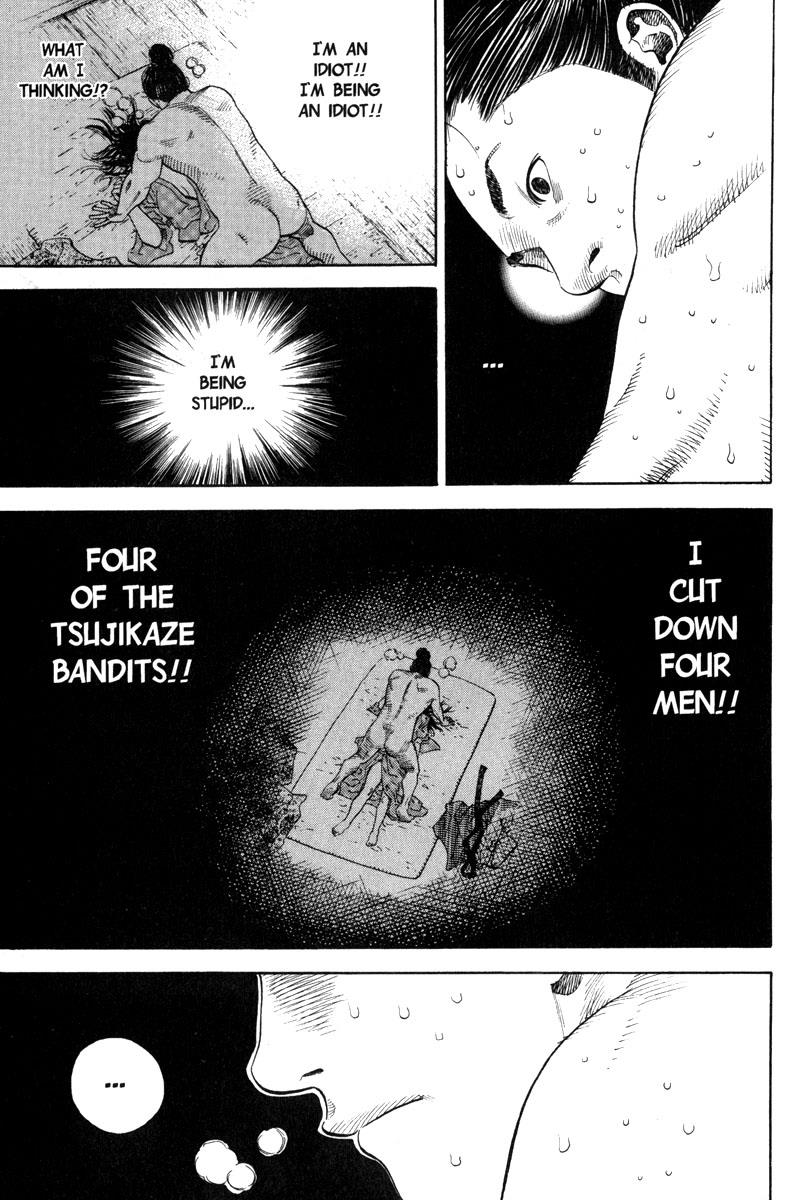 ...
I'M AN
IDIOT!!
I'M BEING
AN IDIOT!!
WHAT
AM I
THINKING!?
I'M
BEING
STUPID...
I
CUT
DOWN
FOUR
MEN!!
FOUR
OF THE
TSUJIKAZE
BANDITS!!
...